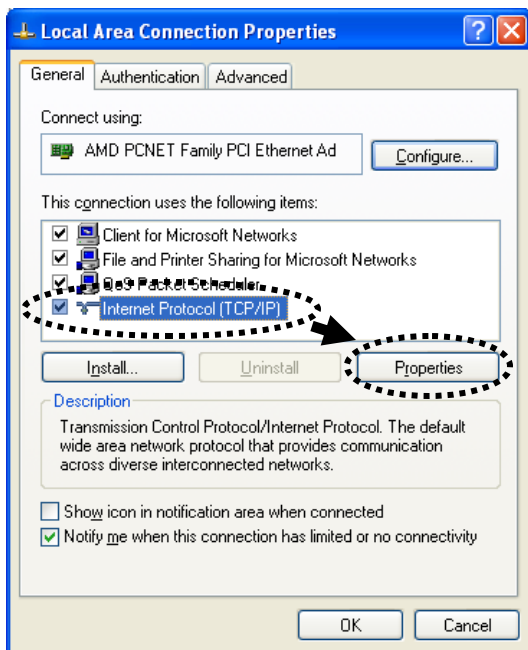 Local Area Connection Properties
General Authentication Advanced
Connect using:
AMD PCNET Family PCI Ethernet Ad Configure...
This connection uses the following items:
Client for Microsoft Networks
File and Printer Sharing for Microsoft Networks
QoS Packet Scheduler
Internet Protocol (TCP/IP)
Install... Uninstall Properties
Description
Transmission Control Protocol/Internet Protocol. The default
wide area network protocol that provides communication
across diverse interconnected networks.
Show icon in notification area when connected
Notify me when this connection has limited or no connectivity
OK Cancel